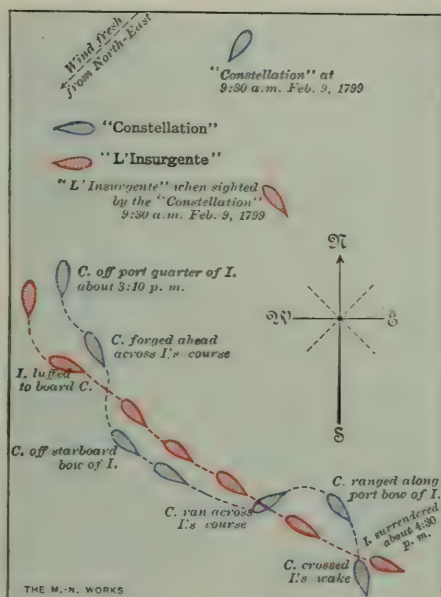 Wind fresh
from North-East
"Constellation" at
9:30 a.m. Feb. 9, 1799
"Constellation"
"L'Insurgente"
"L'Insurgente" when sighted
by the "Constellation"
9:30 a.m. Feb. 9, 1799
N
W
E
S
C. off port quarter of I.
about 3:10 p. m.
C. forged ahead
across I.'s course
I. luffed
to board C.
C. off starboard
bow of I.
C. ranged along
port bow of I.
C. ran across
I.'s course
I. surrendered
about 4:30
p. m.
C. crossed
I.'s wake
THE M.-N. WORKS